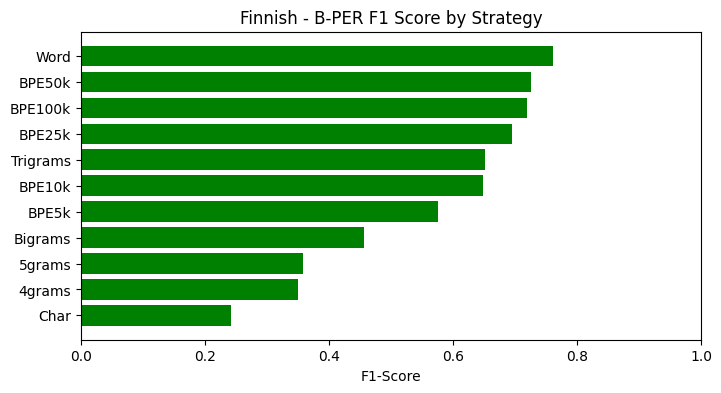 Finnish - B-PER F1 Score by Strategy
Word
BPE50k
BPE100k
BPE25k
Trigrams
BPE10k
BPE5k
Bigrams
5grams
4grams
Char
0.0 0.2 0.4 0.6 0.8 1.0
F1-Score